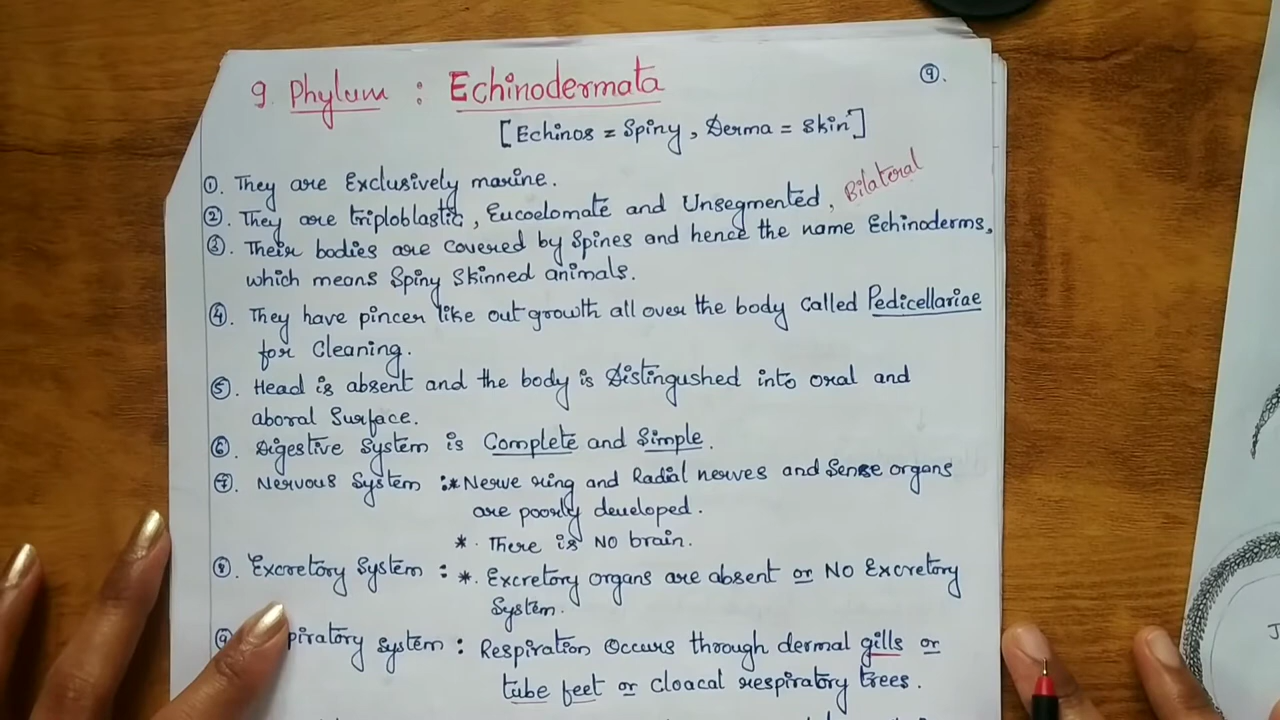 9. Phylum : Echinodermata
⑨.
[Echinos = Spiny, Derma = Skin]
①. They are Exclusively marine.
②. They are triploblastic, Eucoelomate and Unsegmented, Bilateral
③. Their bodies are covered by Spines and hence the name Echinoderms,
which means Spiny Skinned animals.
④. They have pincer like out growth all over the body Called Pedicellariae
for Cleaning.
⑤. Head is absent and the body is Distingushed into oral and
aboral Surface.
⑥. Digestive System is Complete and Simple.
⑦. Nervous System :* Nerve ring and Radial nerves and Sense organs
are poorly developed.
*. There is NO brain.
⑧. Excretory System : *. Excretory organs are absent or NO Excretory
System.
⑨ piratory System : Respiration Occurs through dermal gills or
tube feet or Cloacal respiratory trees.